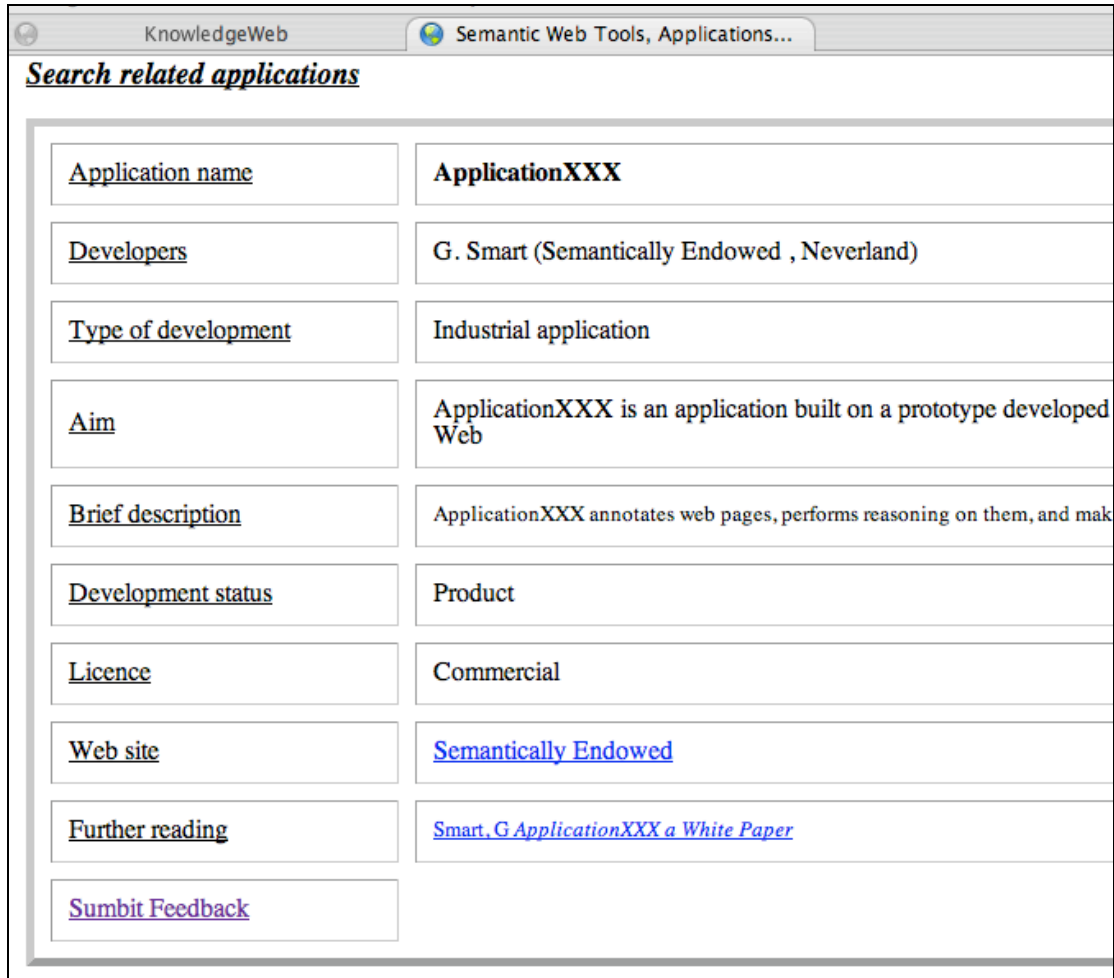 KnowledgeWeb
Semantic Web Tools, Applications...
Search related applications
Application name
ApplicationXXX
Developers
G. Smart (Semantically Endowed , Neverland)
Type of development
Industrial application
Aim
ApplicationXXX is an application built on a prototype developed
Web
Brief description
ApplicationXXX annotates web pages, performs reasoning on them, and mak
Development status
Product
Licence
Commercial
Web site
Semantically Endowed
Further reading
Smart, G ApplicationXXX a White Paper
Sumbit Feedback